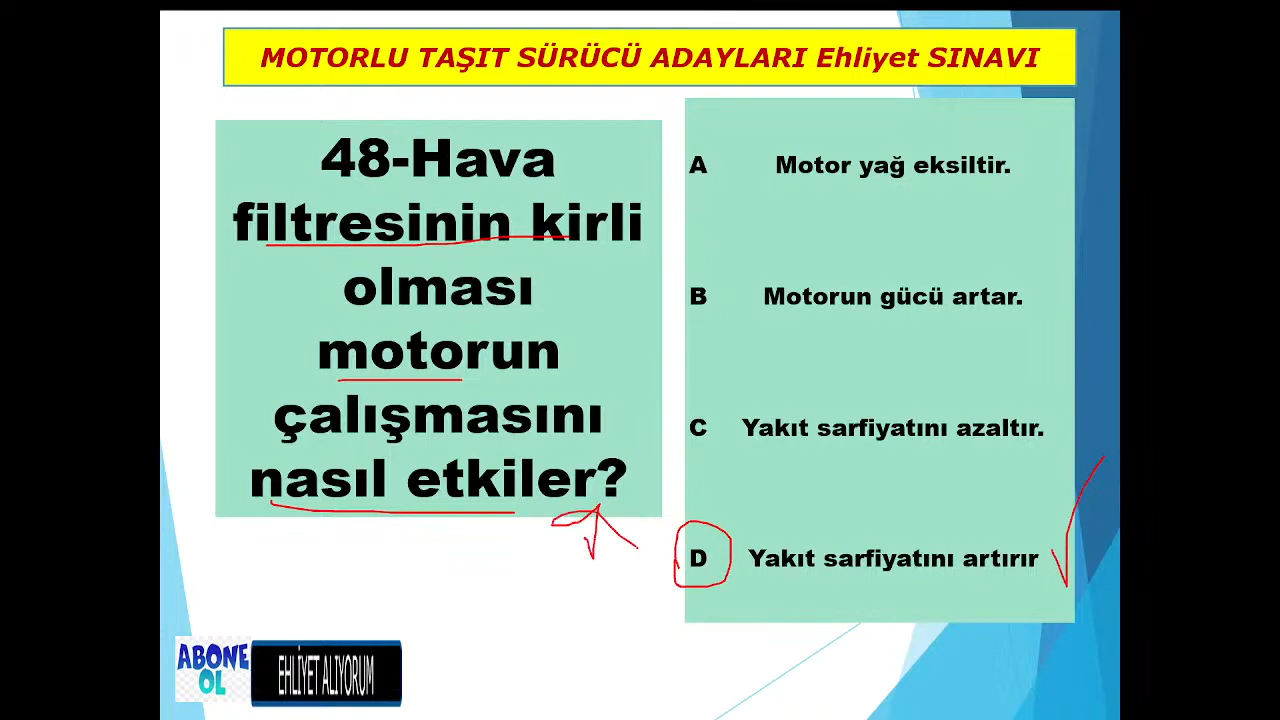 MOTORLU TAŞIT SÜRÜCÜ ADAYLARI Ehliyet SINAVI
48-Hava
filtresinin kirli
olması
motorun
çalışmasını
nasıl etkiler?
A Motor yağ eksiltir.
B Motorun gücü artar.
C Yakıt sarfiyatını azaltır.
D Yakıt sarfiyatını artırır
ABONE
OL
EHLİYET ALIYORUM